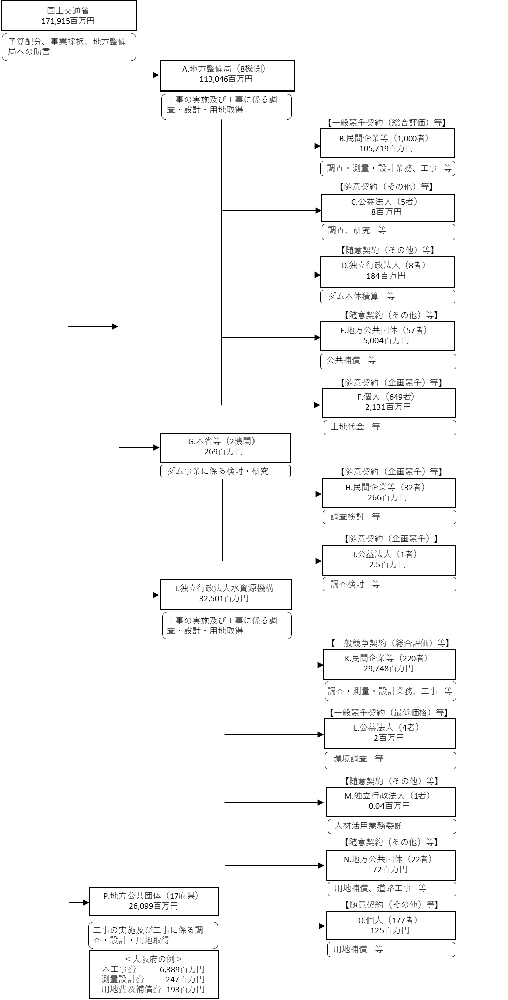 国土交通省
171,915百万円
予算配分、事業採択、地方整備
局への助言
A.地方整備局（8機関）
113,046百万円
工事の実施及び工事に係る調
査・設計・用地取得
【一般競争契約（総合評価）等】
B.民間企業等（1,000者）
105,719百万円
調査・測量・設計業務、工事　等
【随意契約（その他）等】
C.公益法人（5者）
8百万円
調査、研究　等
【随意契約（その他）等】
D.独立行政法人（8者）
184百万円
ダム本体積算　等
【随意契約（その他）等】
E.地方公共団体（57者）
5,004百万円
公共補償　等
【随意契約（企画競争）等】
F.個人（649者）
2,131百万円
土地代金　等
G.本省等（2機関）
269百万円
ダム事業に係る検討・研究
【随意契約（企画競争）等】
H.民間企業等（32者）
266百万円
調査検討　等
【随意契約（企画競争）】
I.公益法人（1者）
2.5百万円
調査検討　等
J.独立行政法人水資源機構
32,501百万円
工事の実施及び工事に係る調
査・設計・用地取得
【一般競争契約（総合評価）等】
K.民間企業等（220者）
29,748百万円
調査・測量・設計業務、工事　等
【一般競争契約（最低価格）等】
L.公益法人（4者）
2百万円
環境調査　等
【随意契約（その他）等】
M.独立行政法人（1者）
0.04百万円
人材活用業務委託
【随意契約（その他）等】
N.地方公共団体（22者）
72百万円
用地補償、道路工事　等
【随意契約（その他）等】
O.個人（177者）
125百万円
用地補償　等
P.地方公共団体（17府県）
26,099百万円
工事の実施及び工事に係る調
査・設計・用地取得
＜大阪府の例＞
本工事費　6,389百万円
測量設計費　247百万円
用地費及補償費　193百万円